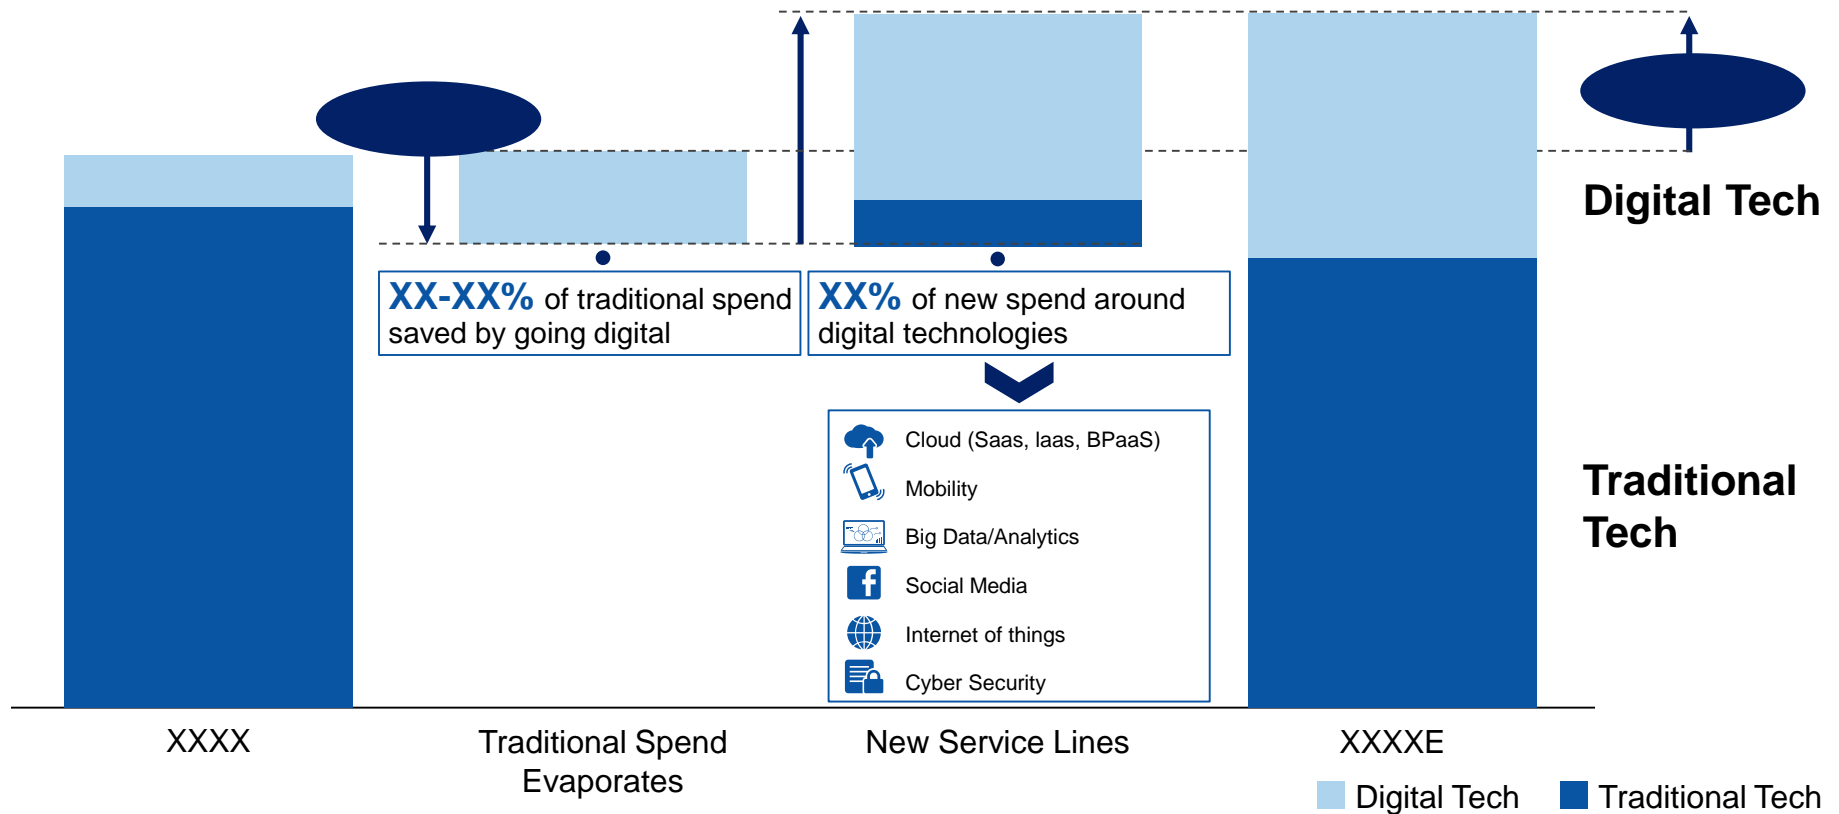 Digital Tech
XX-XX% of traditional spend
saved by going digital
XX% of new spend around
digital technologies
Cloud (Saas, Iaas, BPaaS)
Mobility
Big Data/Analytics
Social Media
Internet of things
Cyber Security
Traditional
Tech
XXXX
Traditional Spend
Evaporates
New Service Lines
XXXXE
Digital Tech
Traditional Tech